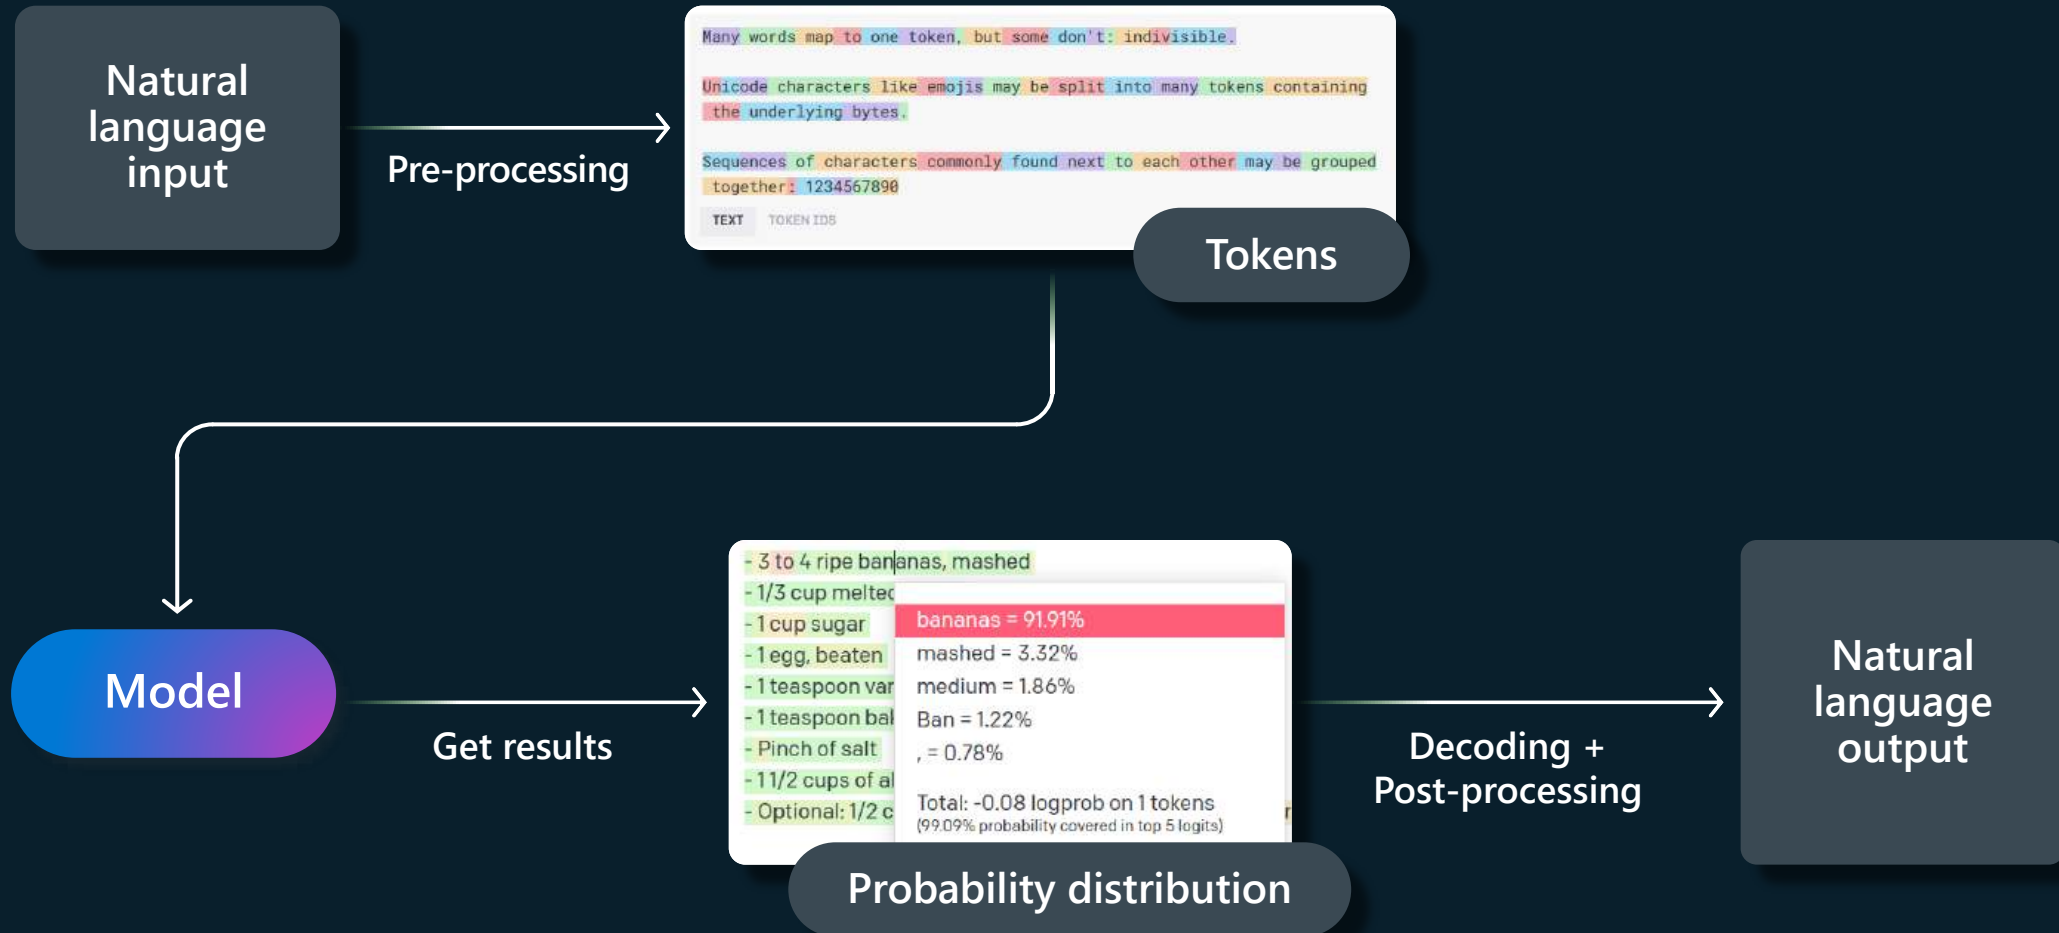 Natural
language
input
Pre-processing
Many words map to one token, but some don't: indivisible.
Unicode characters like emojis may be split into many tokens containing
the underlying bytes.
Sequences of characters commonly found next to each other may be grouped
together: 1234567890
TEXT TOKEN IDS
Tokens
Model
Get results
- 3 to 4 ripe bananas, mashed
- 1/3 cup melted
- 1 cup sugar
- 1 egg, beaten
- 1 teaspoon van
- 1 teaspoon bak
- Pinch of salt
- 1 1/2 cups of al
- Optional: 1/2 c
bananas = 91.91%
mashed = 3.32%
medium = 1.86%
Ban = 1.22%
, = 0.78%
Total: -0.08 logprob on 1 tokens
(99.09% probability covered in top 5 logits)
r
Probability distribution
Decoding +
Post-processing
Natural
language
output